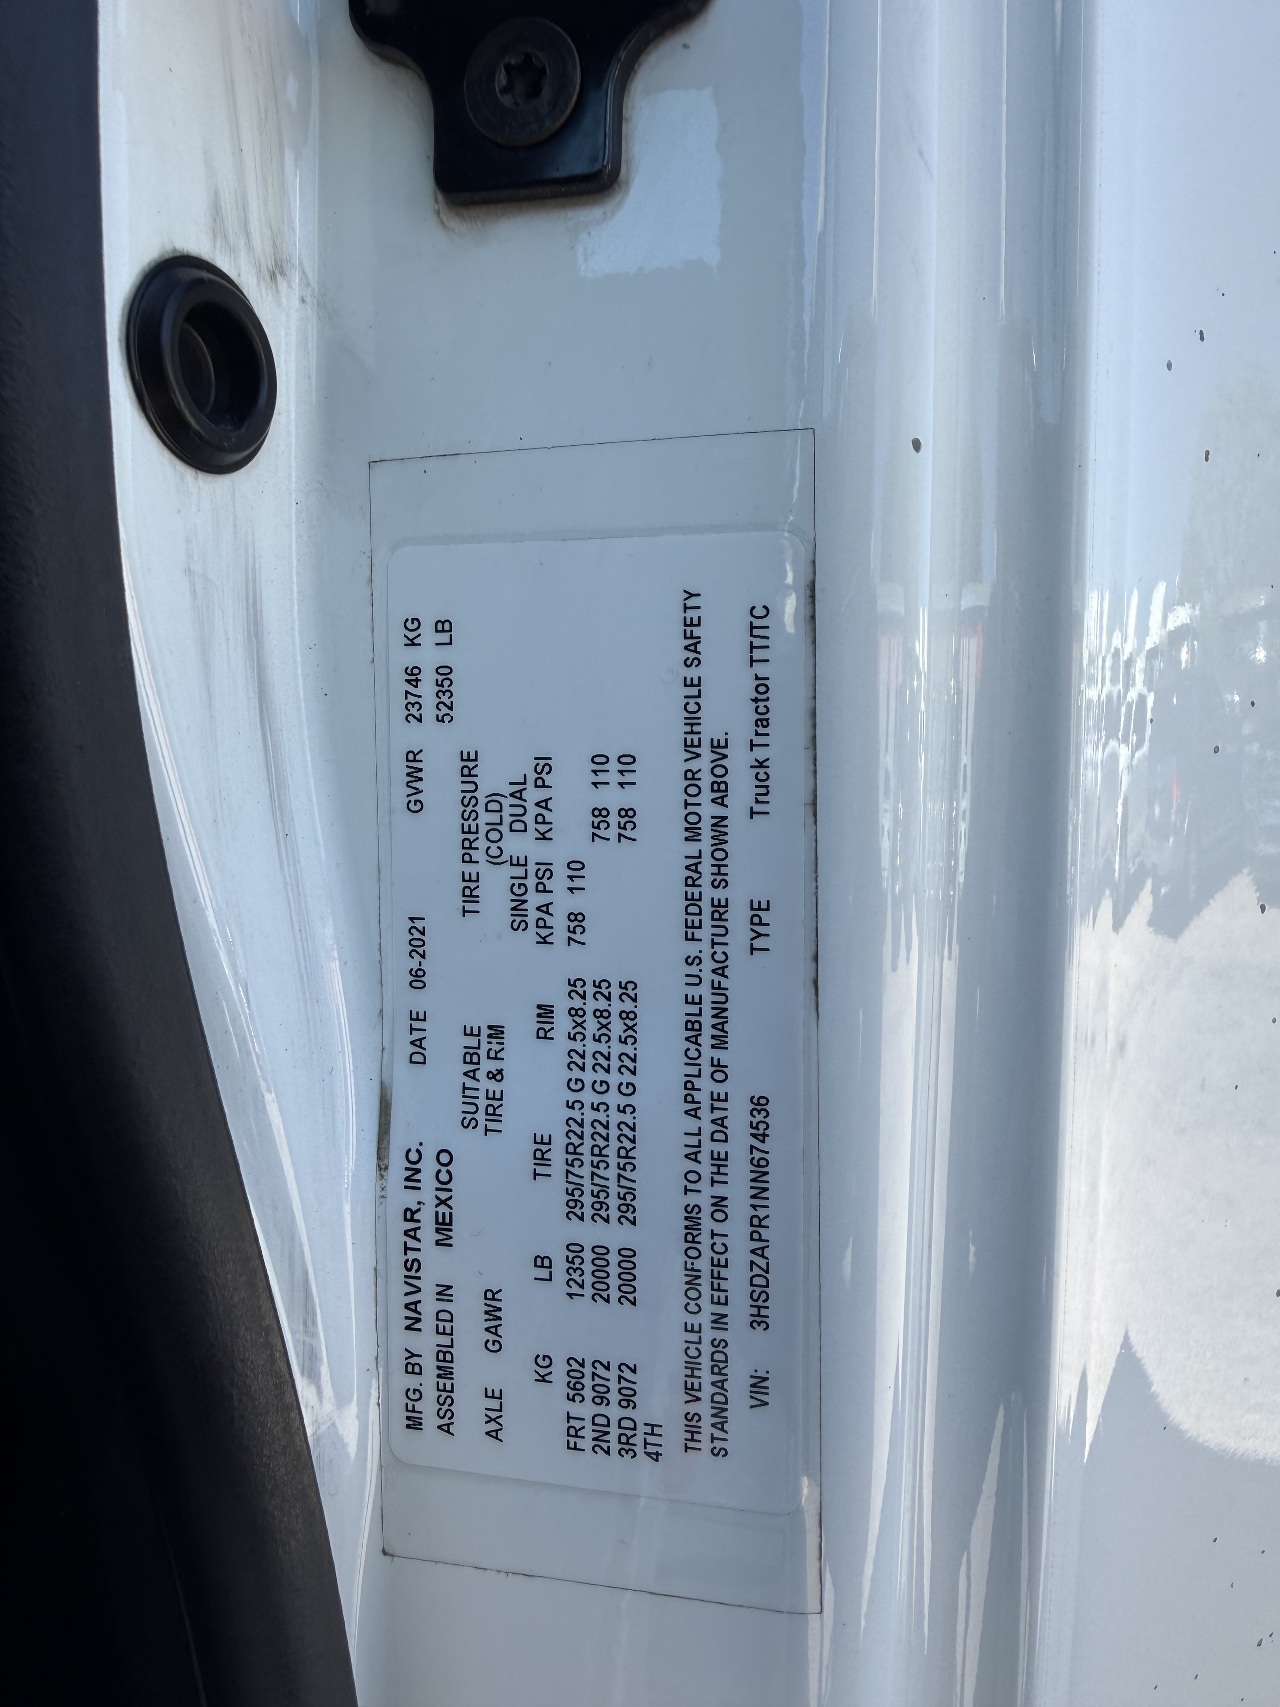 MFG. BY NAVISTAR, INC. DATE 06-2021 GVWR 23746 KG
ASSEMBLED IN MEXICO 52350 LB
SUITABLE TIRE PRESSURE
AXLE GAWR TIRE & RIM (COLD)
SINGLE DUAL
KG LB TIRE RIM KPA PSI KPA PSI
FRT 5602 12350 295/75R22.5 G 22.5x8.25 758 110
2ND 9072 20000 295/75R22.5 G 22.5x8.25 758 110
3RD 9072 20000 295/75R22.5 G 22.5x8.25 758 110
4TH
THIS VEHICLE CONFORMS TO ALL APPLICABLE U.S. FEDERAL MOTOR VEHICLE SAFETY
STANDARDS IN EFFECT ON THE DATE OF MANUFACTURE SHOWN ABOVE.
VIN: 3HSDZAPR1NN674536 TYPE Truck Tractor TT/TC